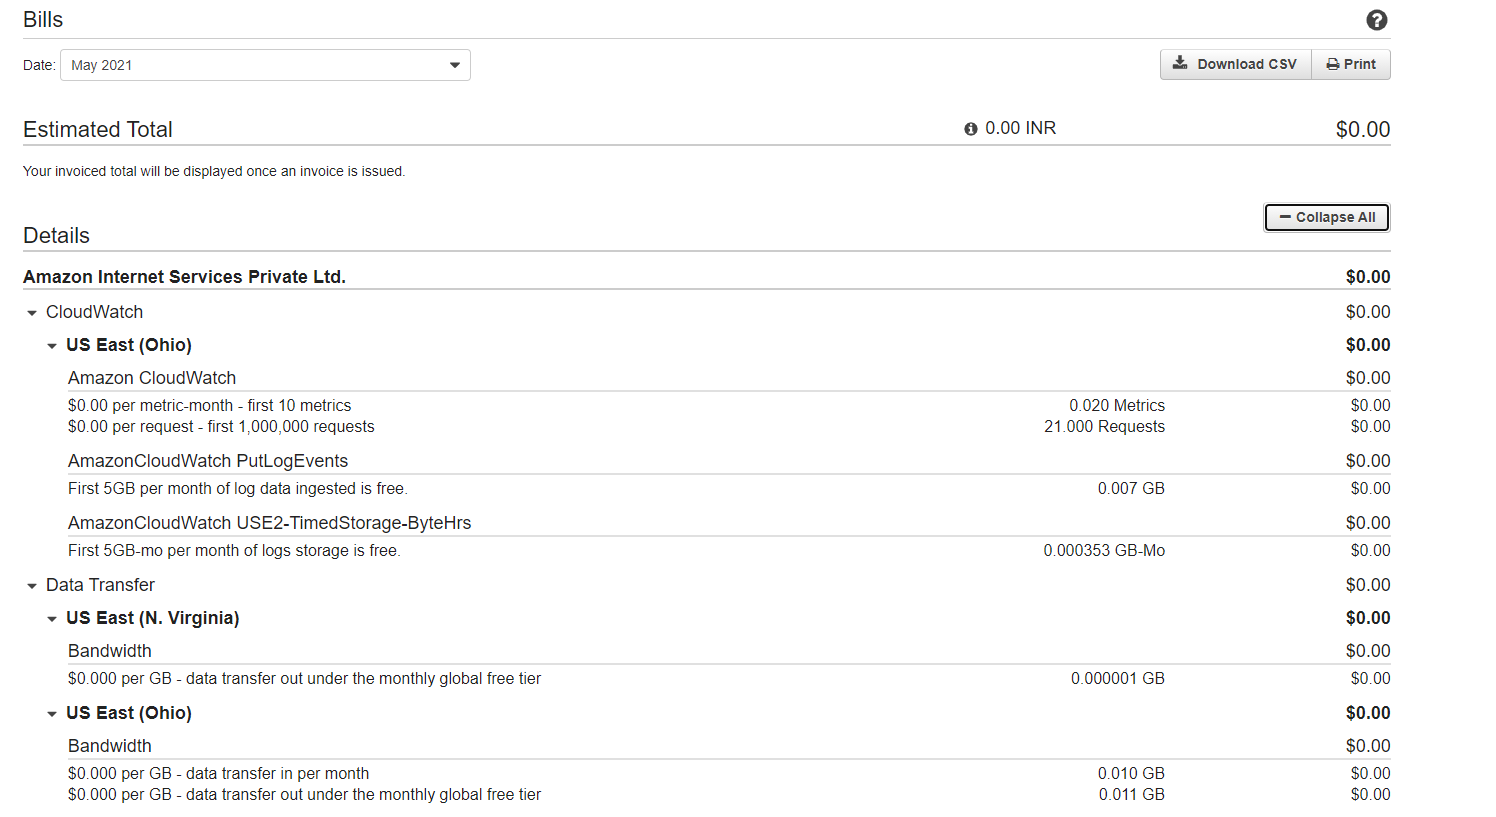 Bills
Date: May 2021
Download CSV Print
Estimated Total 0.00 INR $0.00
Your invoiced total will be displayed once an invoice is issued.
Collapse All
Details
Amazon Internet Services Private Ltd. $0.00
CloudWatch $0.00
US East (Ohio) $0.00
Amazon CloudWatch $0.00
$0.00 per metric-month - first 10 metrics 0.020 Metrics $0.00
$0.00 per request - first 1,000,000 requests 21.000 Requests $0.00
AmazonCloudWatch PutLogEvents $0.00
First 5GB per month of log data ingested is free. 0.007 GB $0.00
AmazonCloudWatch USE2-TimedStorage-ByteHrs $0.00
First 5GB-mo per month of logs storage is free. 0.000353 GB-Mo $0.00
Data Transfer $0.00
US East (N. Virginia) $0.00
Bandwidth $0.00
$0.000 per GB - data transfer out under the monthly global free tier 0.000001 GB $0.00
US East (Ohio) $0.00
Bandwidth $0.00
$0.000 per GB - data transfer in per month 0.010 GB $0.00
$0.000 per GB - data transfer out under the monthly global free tier 0.011 GB $0.00